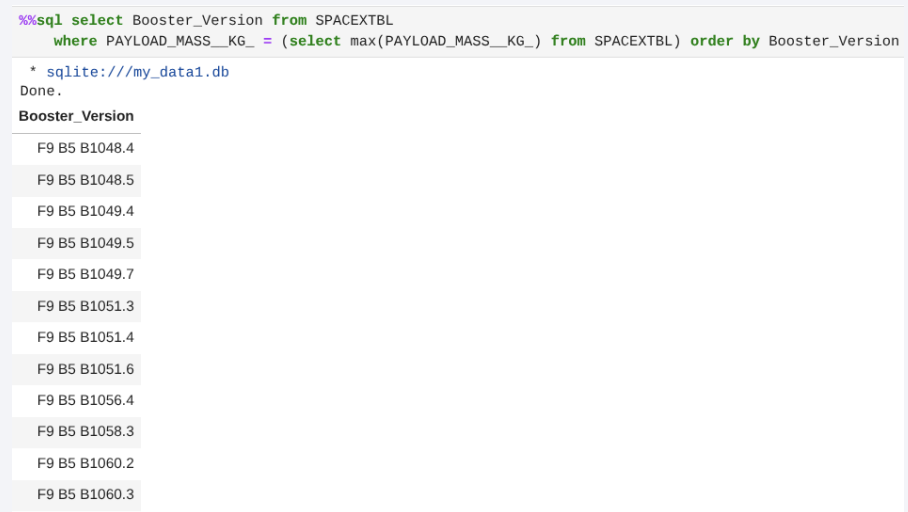 %%sql select Booster_Version from SPACEXTBL
where PAYLOAD_MASS__KG_ = (select max(PAYLOAD_MASS__KG_) from SPACEXTBL) order by Booster_Version
* sqlite:///my_data1.db
Done.
Booster_Version
F9 B5 B1048.4
F9 B5 B1048.5
F9 B5 B1049.4
F9 B5 B1049.5
F9 B5 B1049.7
F9 B5 B1051.3
F9 B5 B1051.4
F9 B5 B1051.6
F9 B5 B1056.4
F9 B5 B1058.3
F9 B5 B1060.2
F9 B5 B1060.3